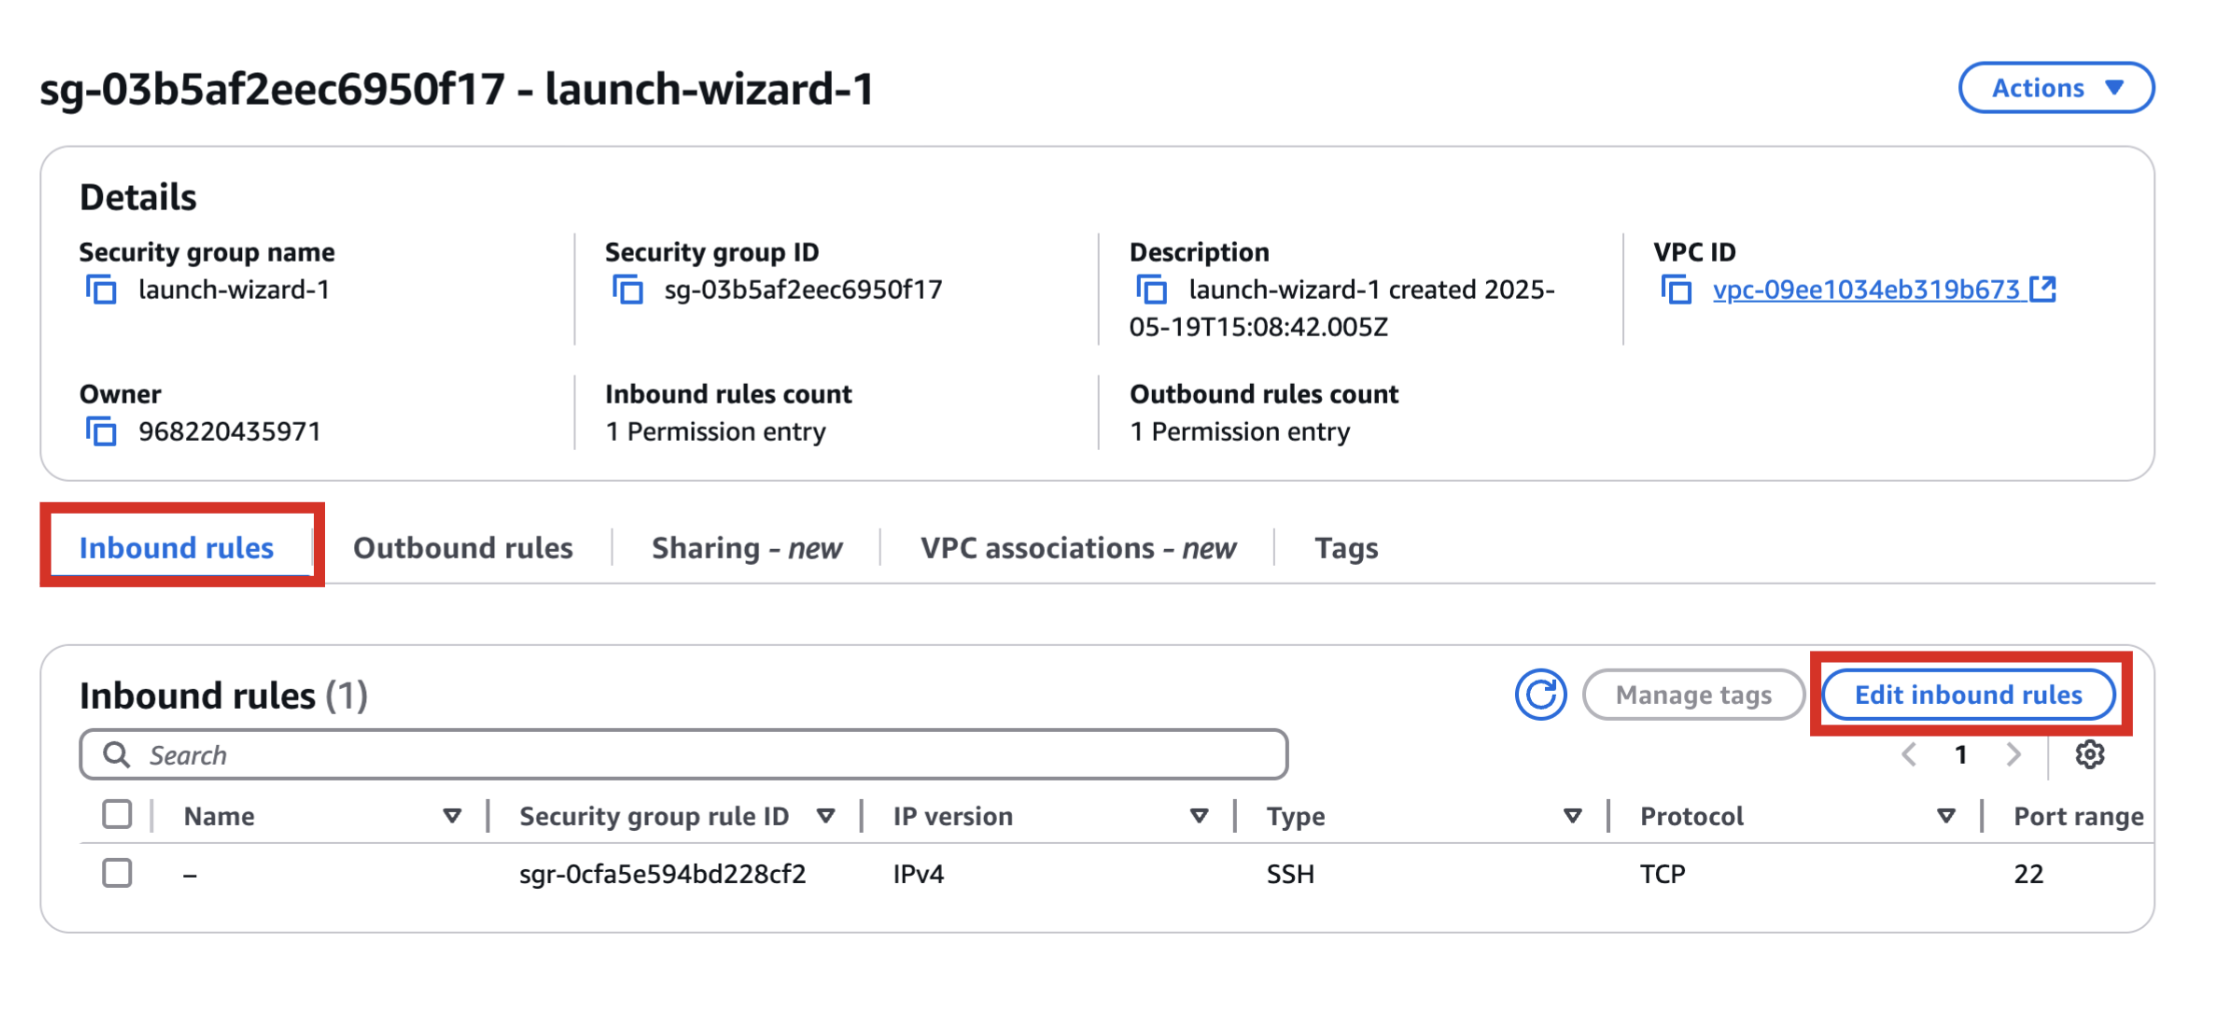 sg-03b5af2eec6950f17 - launch-wizard-1
Actions
Details
Security group name
launch-wizard-1
Security group ID
sg-03b5af2eec6950f17
Description
launch-wizard-1 created 2025-
05-19T15:08:42.005Z
VPC ID
vpc-09ee1034eb319b673
Owner
968220435971
Inbound rules count
1 Permission entry
Outbound rules count
1 Permission entry
Inbound rules
Outbound rules
Sharing - new
VPC associations - new
Tags
Inbound rules (1)
Manage tags
Edit inbound rules
Search
1
Name
Security group rule ID
IP version
Type
Protocol
Port range
–
sgr-0cfa5e594bd228cf2
IPv4
SSH
TCP
22